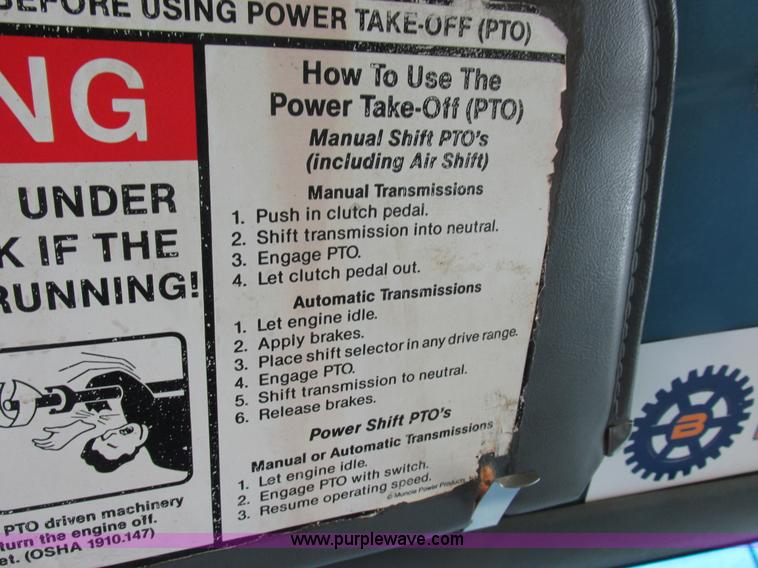 BEFORE USING POWER TAKE-OFF (PTO)
NG
UNDER
K IF THE
RUNNING!
PTO driven machinery
turn the engine off.
et. (OSHA 1910.147)
How To Use The
Power Take-Off (PTO)
Manual Shift PTO's
(including Air Shift)
Manual Transmissions
1. Push in clutch pedal.
2. Shift transmission into neutral.
3. Engage PTO.
4. Let clutch pedal out.
Automatic Transmissions
1. Let engine idle.
2. Apply brakes.
3. Place shift selector in any drive range.
4. Engage PTO.
5. Shift transmission to neutral.
6. Release brakes.
Power Shift PTO's
Manual or Automatic Transmissions
1. Let engine idle.
2. Engage PTO with switch.
3. Resume operating speed.
© Muncie Power Products
B
www.purplewave.com